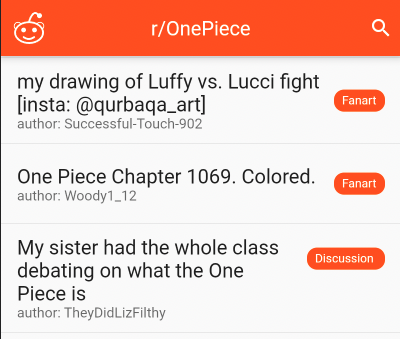 r/OnePiece
my drawing of Luffy vs. Lucci fight
[insta: @qurbaqa_art]
author: Successful-Touch-902
Fanart
One Piece Chapter 1069. Colored.
author: Woody1_12
Fanart
My sister had the whole class
debating on what the One
Piece is
author: TheyDidLizFilthy
Discussion